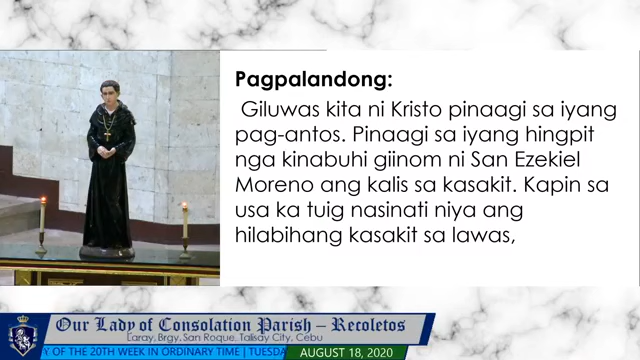 Pagpalandong:
Giluwas kita ni Kristo pinaagi sa iyang
pag-antos. Pinaagi sa iyang hingpit
nga kinabuhi giinom ni San Ezekiel
Moreno ang kalis sa kasakit. Kapin sa
usa ka tuig nasinati niya ang
hilabihang kasakit sa lawas,
Our Lady of Consolation Parish – Recoletos
Laray, Brgy. San Roque, Talisay City, Cebu
Y OF THE 20TH WEEK IN ORDINARY TIME | TUESDA
AUGUST 18, 2020